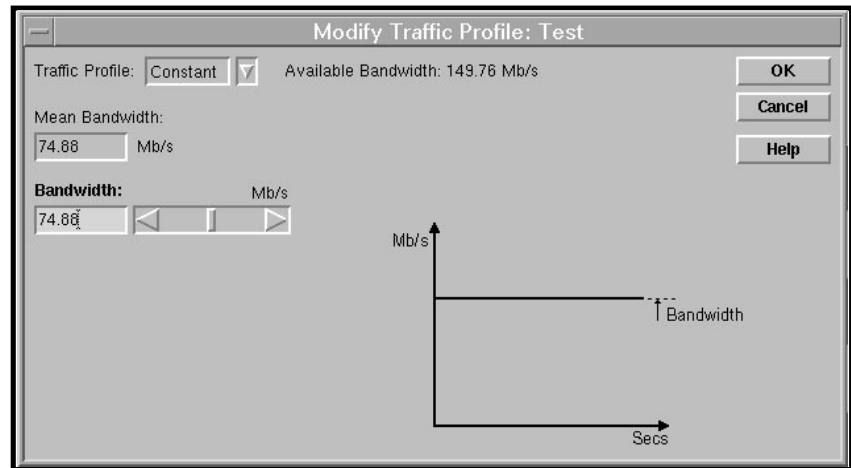 Modify Traffic Profile: Test
Traffic Profile: Constant Available Bandwidth: 149.76 Mb/s
OK
Cancel
Help
Mean Bandwidth:
74.88 Mb/s
Bandwidth: Mb/s
74.88
Mb/s
Bandwidth
Secs